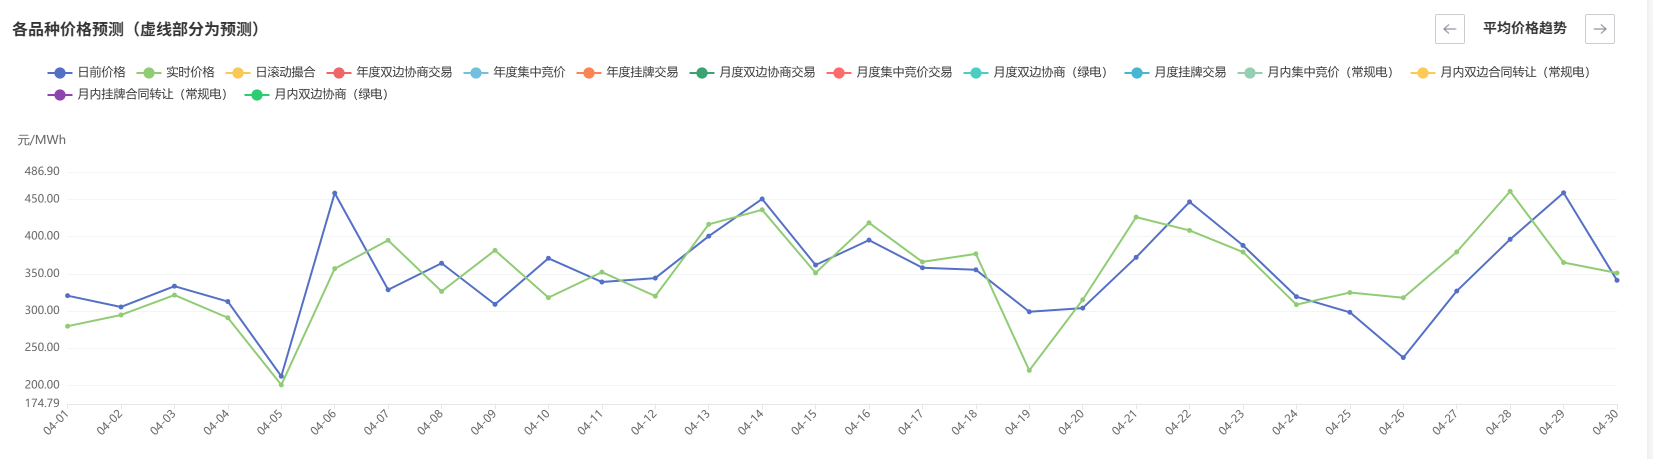 各品种价格预测（虚线部分为预测）
平均价格趋势
日前价格 实时价格 日滚动撮合 年度双边协商交易 年度集中竞价 年度挂牌交易 月度双边协商交易 月度集中竞价交易 月度双边协商（绿电） 月度挂牌交易 月内集中竞价（常规电） 月内双边合同转让（常规电）
月内挂牌合同转让（常规电） 月内双边协商（绿电）
元/MWh
486.90
450.00
400.00
350.00
300.00
250.00
200.00
174.79
04-01 04-02 04-03 04-04 04-05 04-06 04-07 04-08 04-09 04-10 04-11 04-12 04-13 04-14 04-15 04-16 04-17 04-18 04-19 04-20 04-21 04-22 04-23 04-24 04-25 04-26 04-27 04-28 04-29 04-30